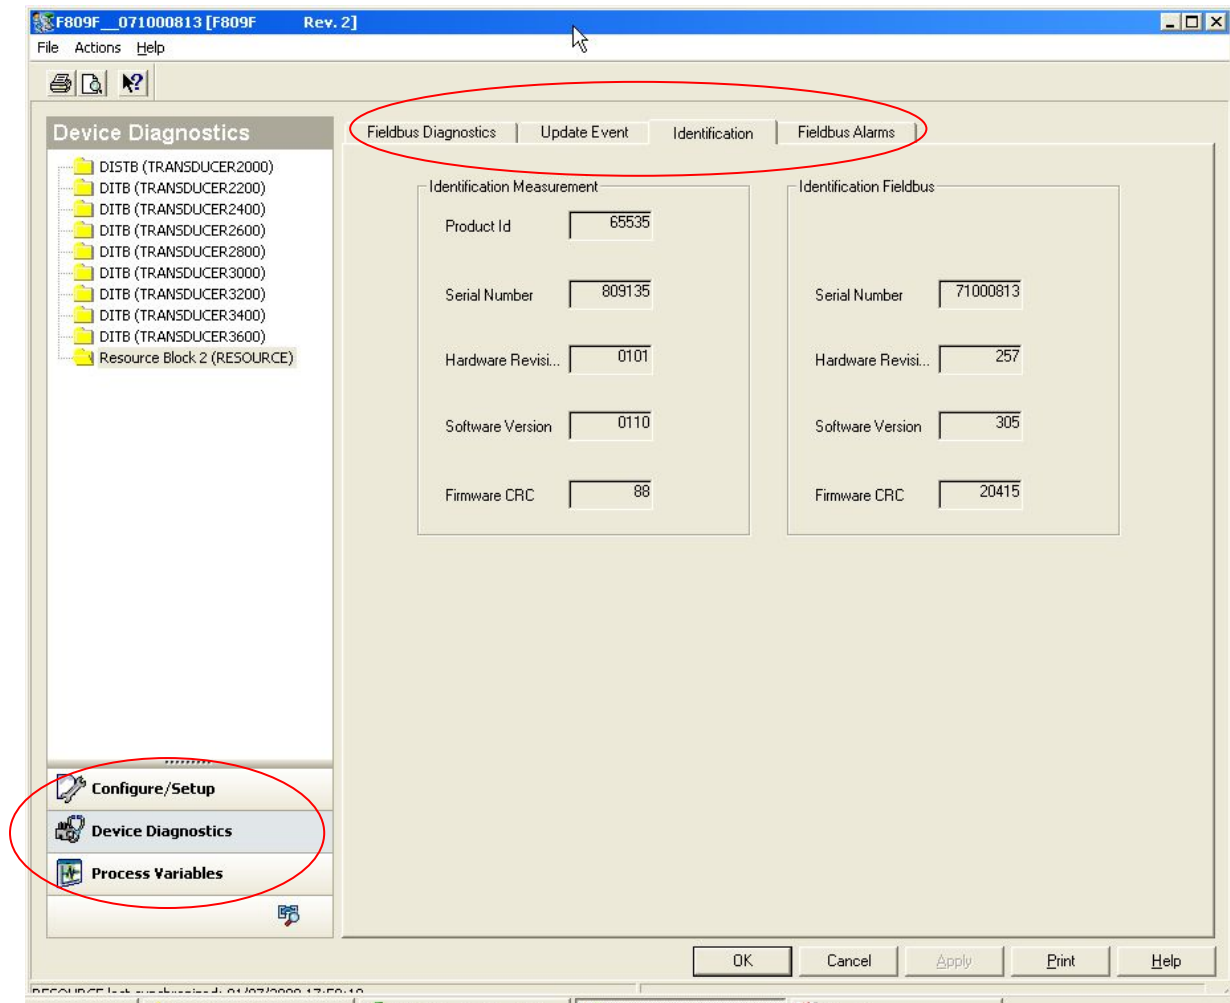 F809F__071000813 [F809F Rev. 2]
File Actions Help
Device Diagnostics
DISTB (TRANSDUCER2000)
DITB (TRANSDUCER2200)
DITB (TRANSDUCER2400)
DITB (TRANSDUCER2600)
DITB (TRANSDUCER2800)
DITB (TRANSDUCER3000)
DITB (TRANSDUCER3200)
DITB (TRANSDUCER3400)
DITB (TRANSDUCER3600)
Resource Block 2 (RESOURCE)
Configure/Setup
Device Diagnostics
Process Variables
Fieldbus Diagnostics Update Event Identification Fieldbus Alarms
Identification Measurement
Product Id 65535
Serial Number 809135
Hardware Revisi... 0101
Software Version 0110
Firmware CRC 88
Identification Fieldbus
Serial Number 71000813
Hardware Revisi... 257
Software Version 305
Firmware CRC 20415
OK Cancel Apply Print Help
RESOURCE last synchronized: